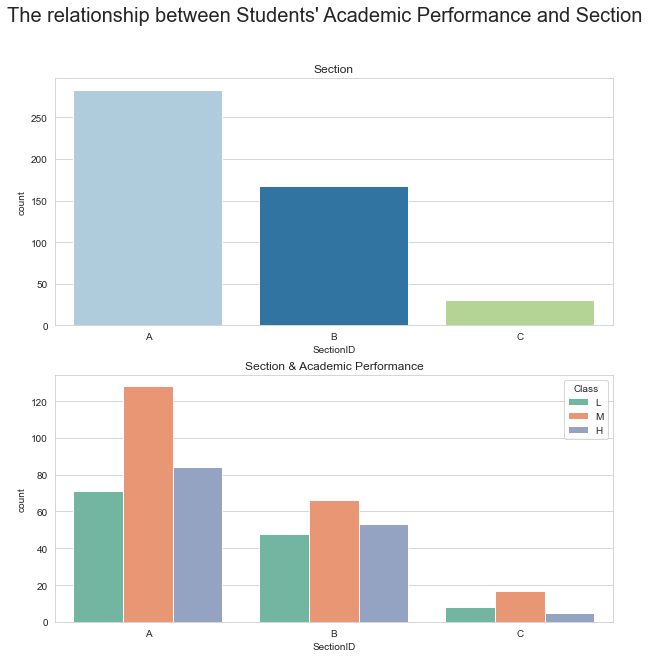 The relationship between Students' Academic Performance and Section
Section
250
200
150
100
50
0
count
A B C
SectionID
Section & Academic Performance
120
100
80
60
40
20
0
count
Class
L
M
H
A B C
SectionID